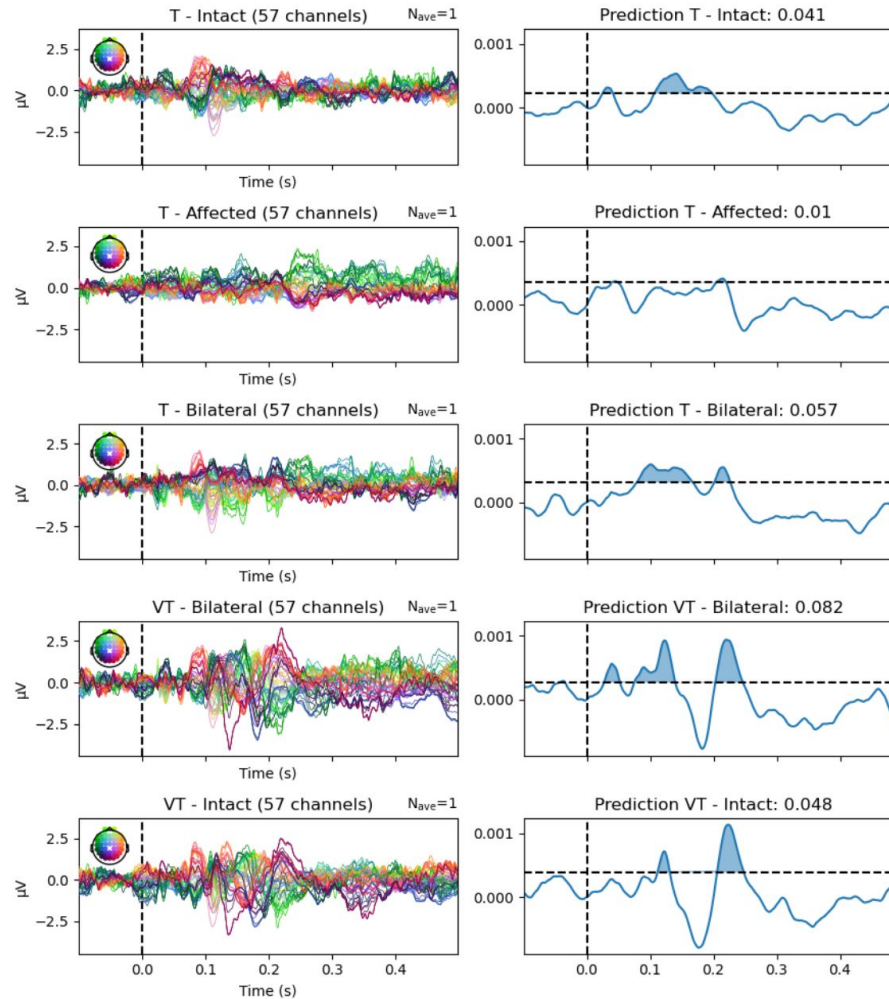 T - Intact (57 channels) Nave=1
Prediction T - Intact: 0.041
2.5
0.0
−2.5
µV
Time (s)
0.001
0.000
T - Affected (57 channels) Nave=1
Prediction T - Affected: 0.01
2.5
0.0
−2.5
µV
Time (s)
0.001
0.000
T - Bilateral (57 channels) Nave=1
Prediction T - Bilateral: 0.057
2.5
0.0
−2.5
µV
Time (s)
0.001
0.000
VT - Bilateral (57 channels) Nave=1
Prediction VT - Bilateral: 0.082
2.5
0.0
−2.5
µV
Time (s)
0.001
0.000
VT - Intact (57 channels) Nave=1
Prediction VT - Intact: 0.048
2.5
0.0
−2.5
µV
0.0 0.1 0.2 0.3 0.4
Time (s)
0.001
0.000
0.0 0.1 0.2 0.3 0.4